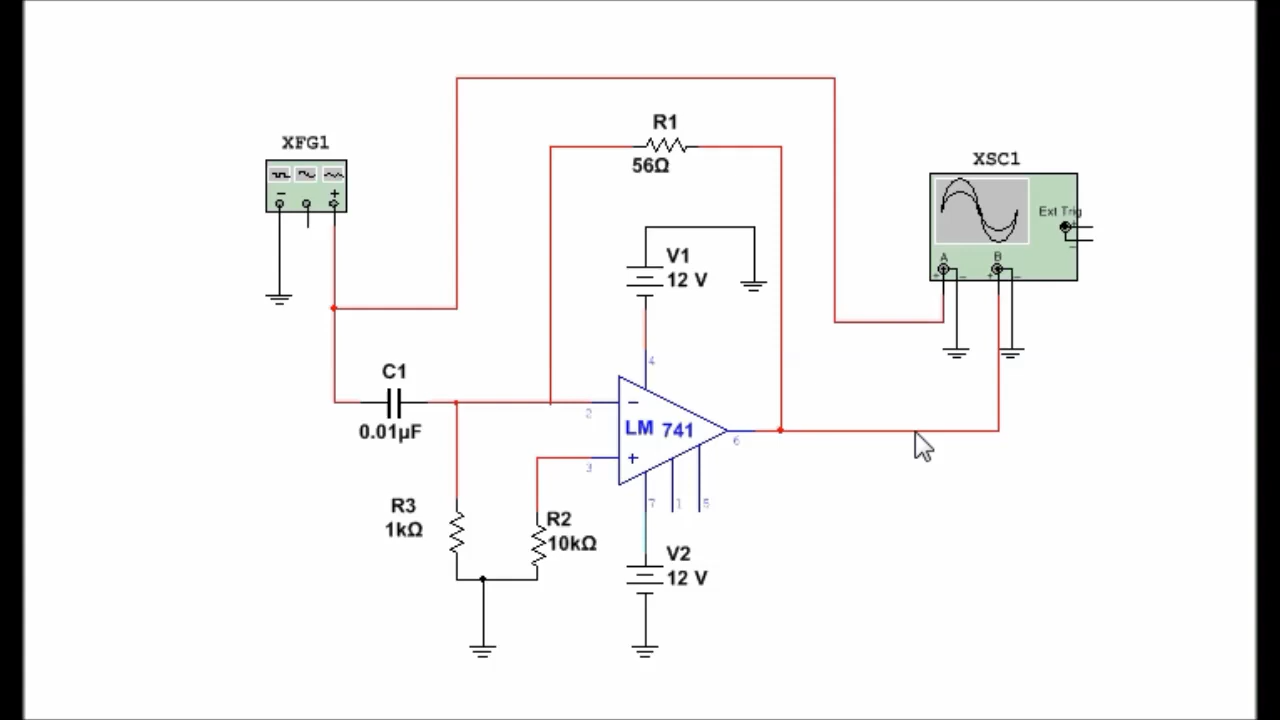 XFG1
R1
56Ω
XSC1
Ext Trig
A
B
V1
12 V
4
C1
0.01µF
2
LM 741
6
3
R3
1kΩ
R2
10kΩ
7
1
5
V2
12 V